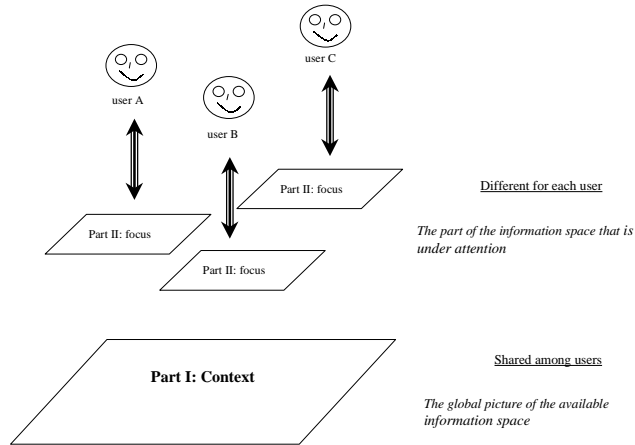 user C
user A
user B
Part II: focus
Different for each user
Part II: focus
The part of the information space that is
under attention
Part II: focus
Shared among users
Part I: Context
The global picture of the available
information space